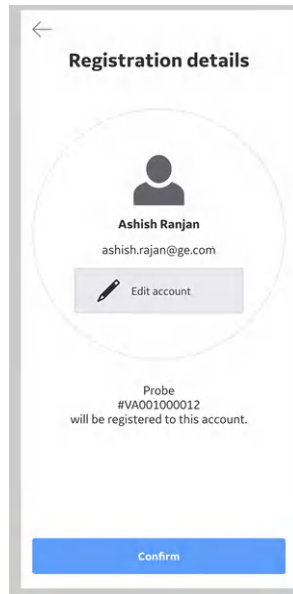 Registration details
Ashish Ranjan
ashish.rajan@ge.com
Edit account
Probe
#VA001000012
will be registered to this account.
Confirm